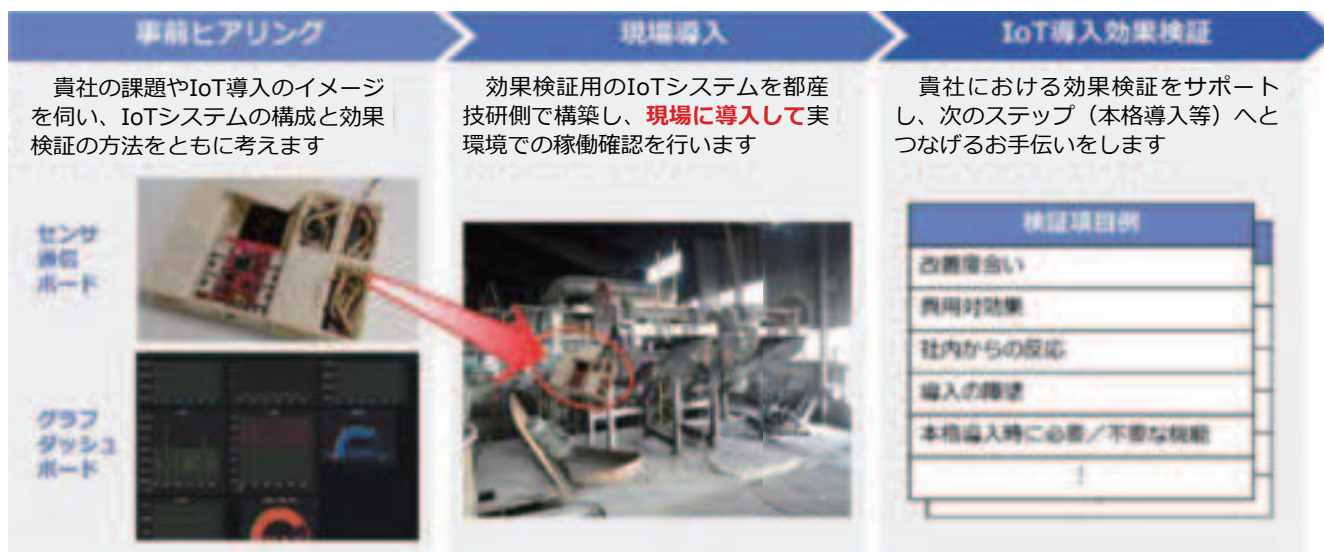 事前ヒアリング
現場導入
IoT導入効果検証
貴社の課題やIoT導入のイメージ
を伺い、IoTシステムの構成と効果
検証の方法をともに考えます
効果検証用のIoTシステムを都産
技研側で構築し、現場に導入して実
環境での稼働確認を行います
貴社における効果検証をサポート
し、次のステップ（本格導入等）へと
つなげるお手伝いをします
センサ
通信
ボード
グラフ
ダッシュ
ボード
検証項目例
改善度合い
費用対効果
社内からの反応
導入の障壁
本格導入時に必要／不要な機能
⋮